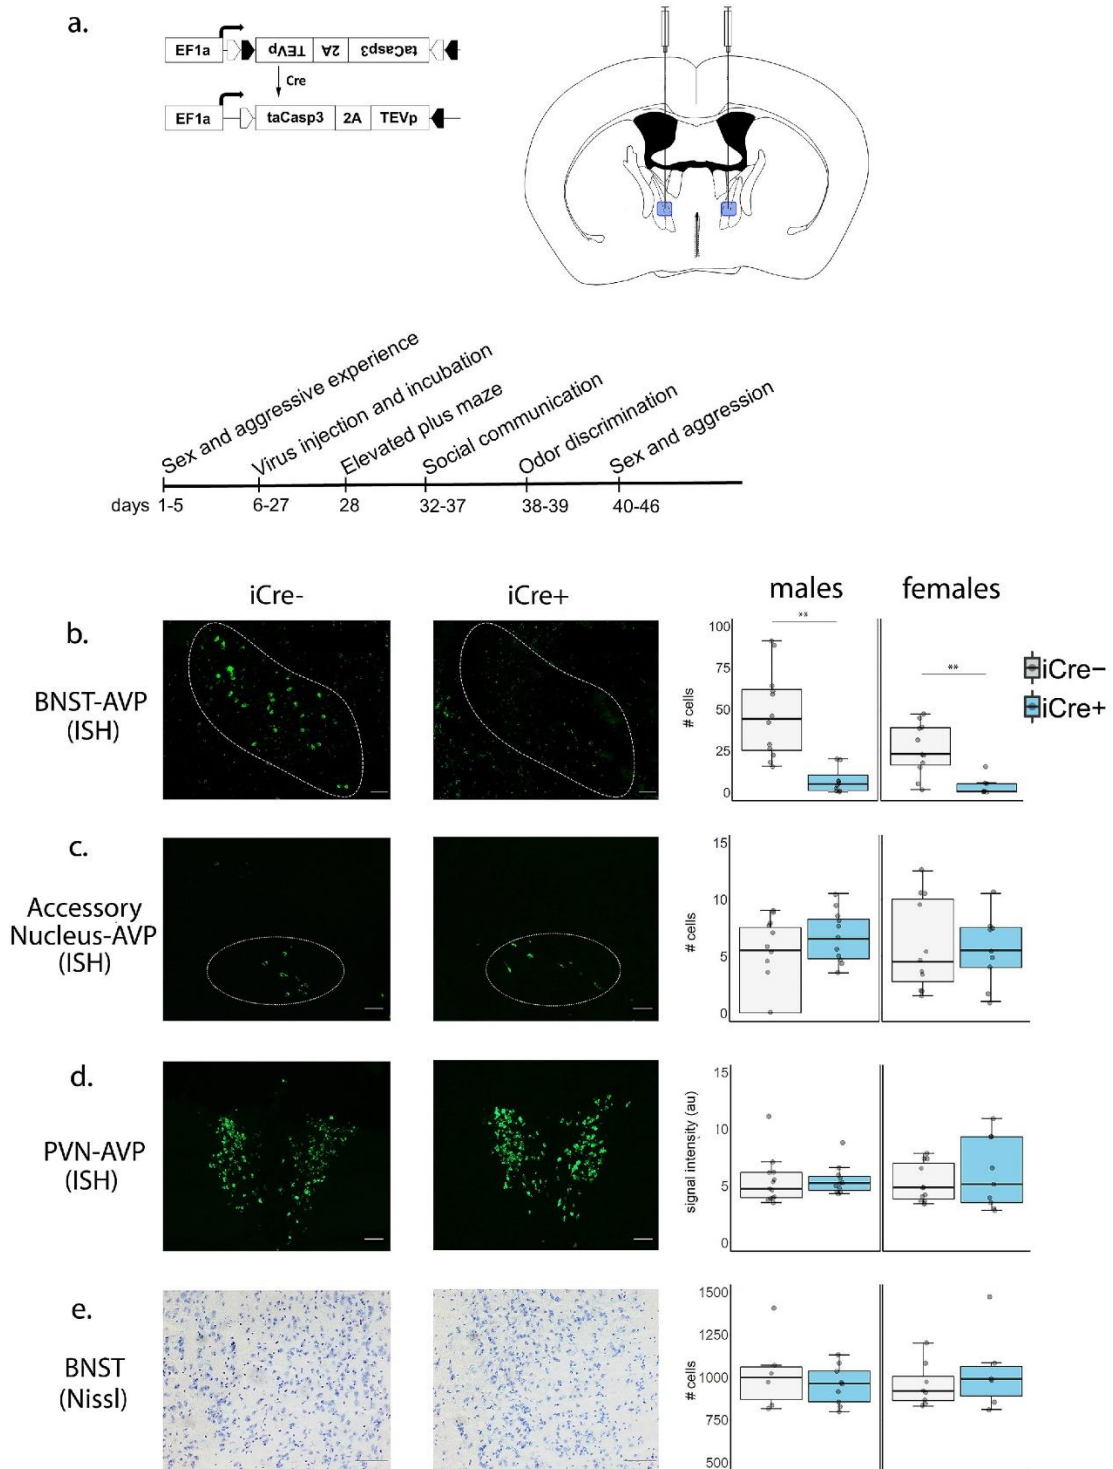 a.
EF1a TEVp 2A taCasp3
Cre
EF1a taCasp3 2A TEVp
Sex and aggressive experience
Virus injection and incubation
Elevated plus maze
Social communication
Odor discrimination
Sex and aggression
days 1-5 6-27 28 32-37 38-39 40-46
iCre- iCre+ males females
b.
BNST-AVP
(ISH)
# cells
100
75
50
25
0
** **
iCre−
iCre+
c.
Accessory
Nucleus-AVP
(ISH)
# cells
15
10
5
0
d.
PVN-AVP
(ISH)
signal intensity (au)
15
10
5
0
e.
BNST
(Nissl)
# cells
1500
1250
1000
750
500